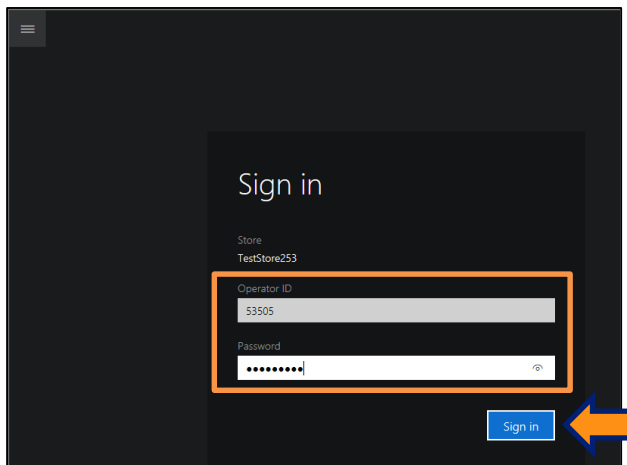 Sign in
Store
TestStore253
Operator ID
53505
Password
•••••••••
Sign in